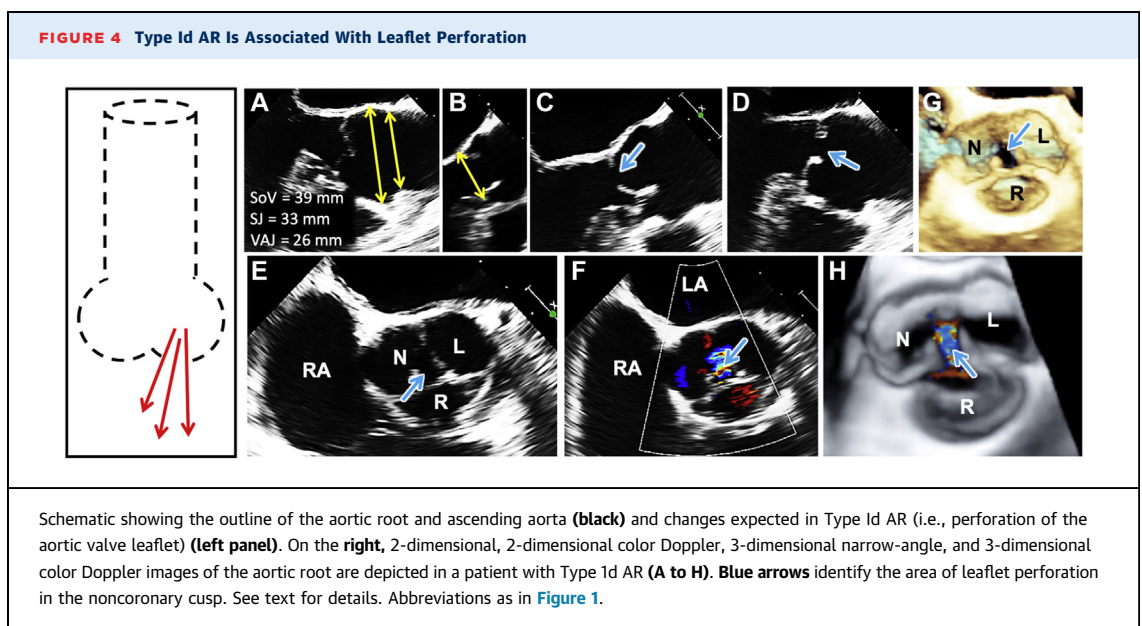 FIGURE 4 Type Id AR Is Associated With Leaflet Perforation
A
B
C
D
G
N
L
R
SoV = 39 mm
SJ = 33 mm
VAJ = 26 mm
E
RA
N
L
R
F
LA
RA
H
N
L
R
Schematic showing the outline of the aortic root and ascending aorta (black) and changes expected in Type Id AR (i.e., perforation of the
aortic valve leaflet) (left panel). On the right, 2-dimensional, 2-dimensional color Doppler, 3-dimensional narrow-angle, and 3-dimensional
color Doppler images of the aortic root are depicted in a patient with Type 1d AR (A to H). Blue arrows identify the area of leaflet perforation
in the noncoronary cusp. See text for details. Abbreviations as in Figure 1.